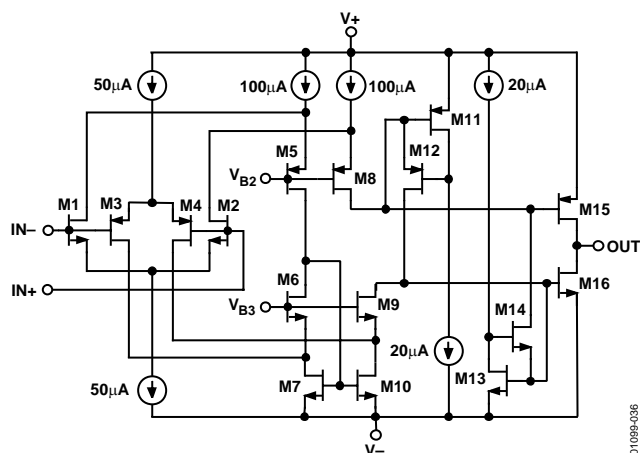 V+
50µA
100µA
100µA
20µA
M11
M5
M12
M1
M3
M4
M2
VB2
M8
M15
IN−
OUT
IN+
M6
M9
M16
VB3
M14
20µA
50µA
M7
M10
M13
V−
01099-036